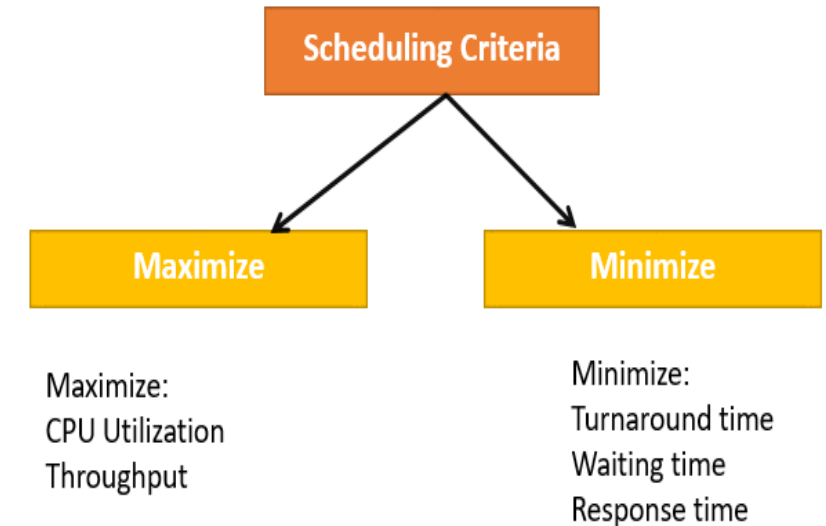 Scheduling Criteria
Maximize
Minimize
Maximize:
CPU Utilization
Throughput
Minimize:
Turnaround time
Waiting time
Response time